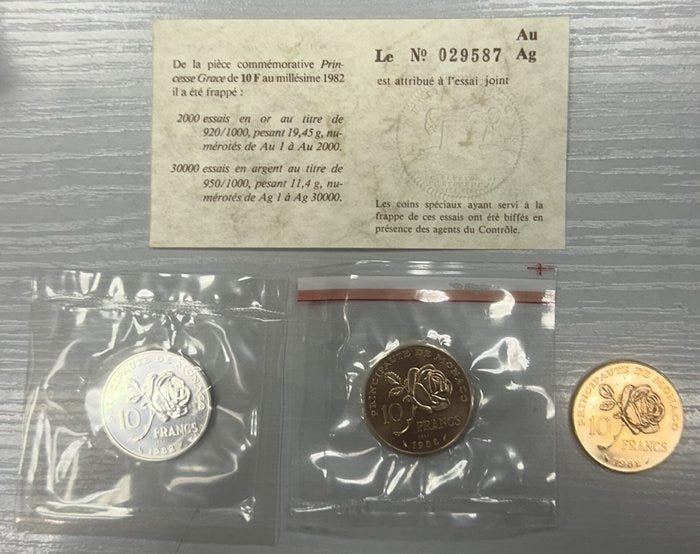 De la pièce commémorative Prin-
cesse Grace de 10 F au millésime 1982
il a été frappé :
2000 essais en or au titre de
920/1000, pesant 19,45 g, nu-
mérotés de Au 1 à Au 2000.
30000 essais en argent au titre de
950/1000, pesant 11,4 g, nu-
mérotés de Ag 1 à Ag 30000.
Au
Le Nº 029587 Ag
est attribué à l'essai joint
Les coins spéciaux ayant servi à la
frappe de ces essais ont été biffés en
présence des agents du Contrôle.
PRINCIPAUTE DE MONACO
10
FRANCS
1982
PRINCIPAUTE DE MONACO
10
FRANCS
1982
PRINCIPAUTE DE MONACO
10
FRANCS
1982